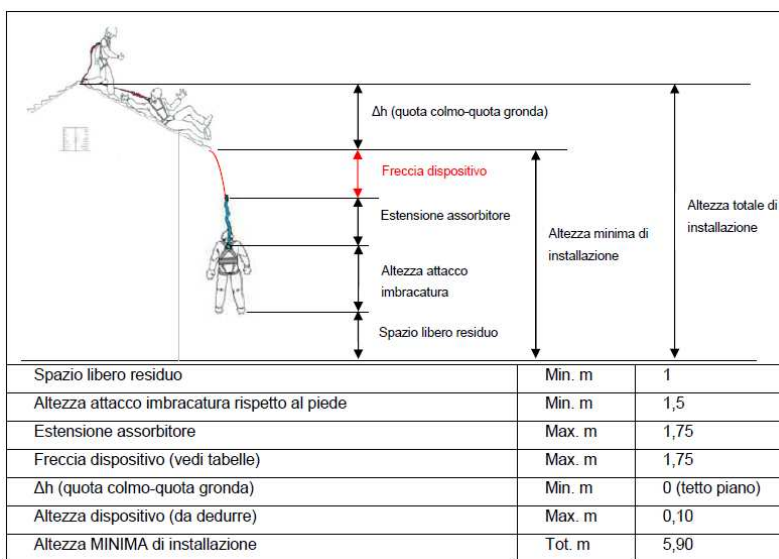 Δh (quota colmo-quota gronda)
Freccia dispositivo
Estensione assorbitore
Altezza attacco
imbracatura
Spazio libero residuo
Altezza minima di
installazione
Altezza totale di
installazione
Spazio libero residuo Min. m 1
Altezza attacco imbracatura rispetto al piede Min. m 1,5
Estensione assorbitore Max. m 1,75
Freccia dispositivo (vedi tabelle) Max. m 1,75
Δh (quota colmo-quota gronda) Min. m 0 (tetto piano)
Altezza dispositivo (da dedurre) Max. m 0,10
Altezza MINIMA di installazione Tot. m 5,90